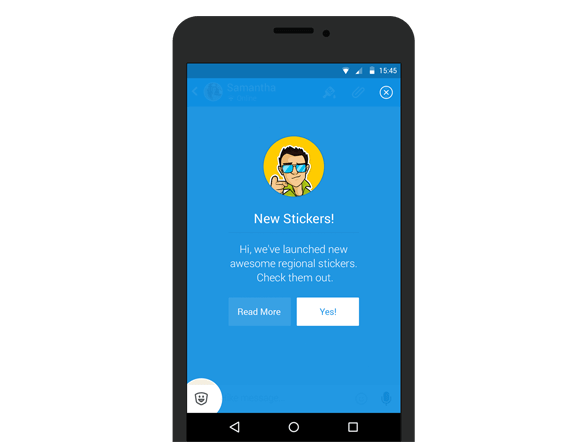 15:45
Samantha
New Stickers!
Hi, we've launched new
awesome regional stickers.
Check them out.
Read More
Yes!